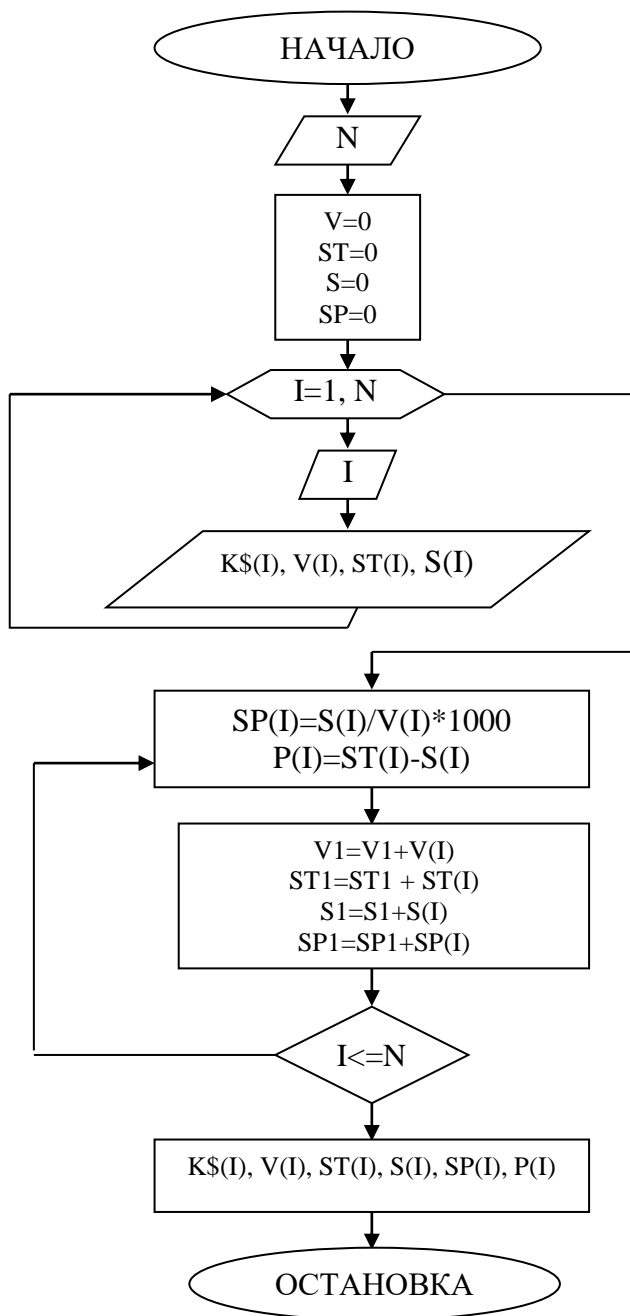 НАЧАЛО
N
V=0
ST=0
S=0
SP=0
I=1, N
I
K$(I), V(I), ST(I), S(I)
SP(I)=S(I)/V(I)*1000
P(I)=ST(I)-S(I)
V1=V1+V(I)
ST1=ST1 + ST(I)
S1=S1+S(I)
SP1=SP1+SP(I)
I<=N
K$(I), V(I), ST(I), S(I), SP(I), P(I)
ОСТАНОВКА